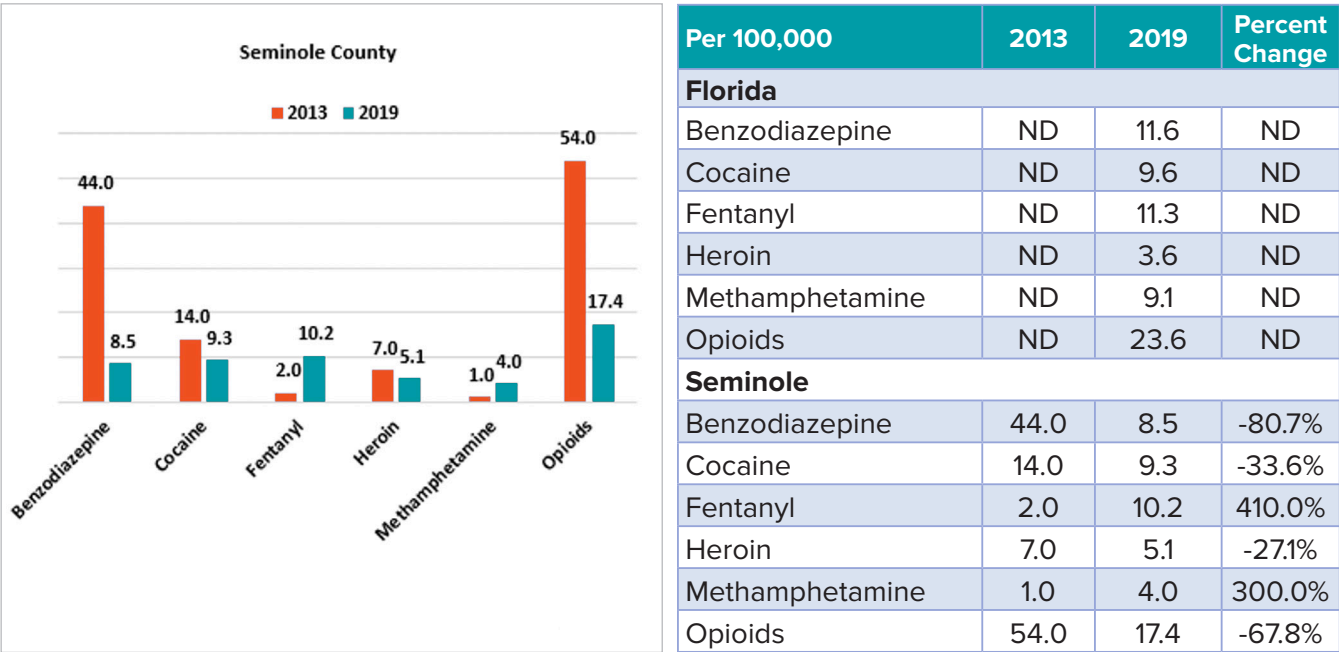 Seminole County
2013 2019
44.0 8.5 14.0 9.3 2.0 10.2 7.0 5.1 1.0 4.0 54.0 17.4
Benzodiazepine Cocaine Fentanyl Heroin Methamphetamine Opioids
Per 100,000 2013 2019 Percent Change
Florida
Benzodiazepine ND 11.6 ND
Cocaine ND 9.6 ND
Fentanyl ND 11.3 ND
Heroin ND 3.6 ND
Methamphetamine ND 9.1 ND
Opioids ND 23.6 ND
Seminole
Benzodiazepine 44.0 8.5 -80.7%
Cocaine 14.0 9.3 -33.6%
Fentanyl 2.0 10.2 410.0%
Heroin 7.0 5.1 -27.1%
Methamphetamine 1.0 4.0 300.0%
Opioids 54.0 17.4 -67.8%